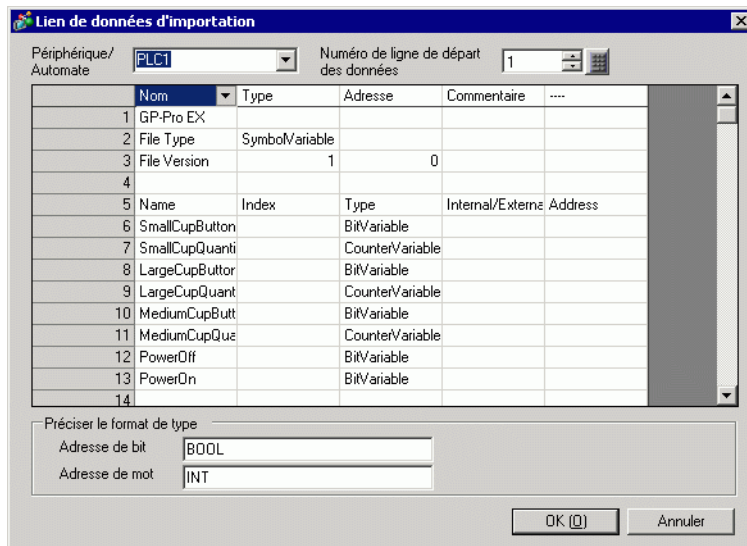 Lien de données d'importation
Périphérique/
Automate
PLC1
Numéro de ligne de départ
des données
1
Nom Type Adresse Commentaire ----
1 GP-Pro EX
2 File Type SymbolVariable
3 File Version 1 0
4
5 Name Index Type Internal/Externa Address
6 SmallCupButton BitVariable
7 SmallCupQuanti CounterVariable
8 LargeCupButtor BitVariable
9 LargeCupQuant CounterVariable
10 MediumCupButt BitVariable
11 MediumCupQua CounterVariable
12 PowerOff BitVariable
13 PowerOn BitVariable
14
Préciser le format de type
Adresse de bit BOOL
Adresse de mot INT
OK (O) Annuler